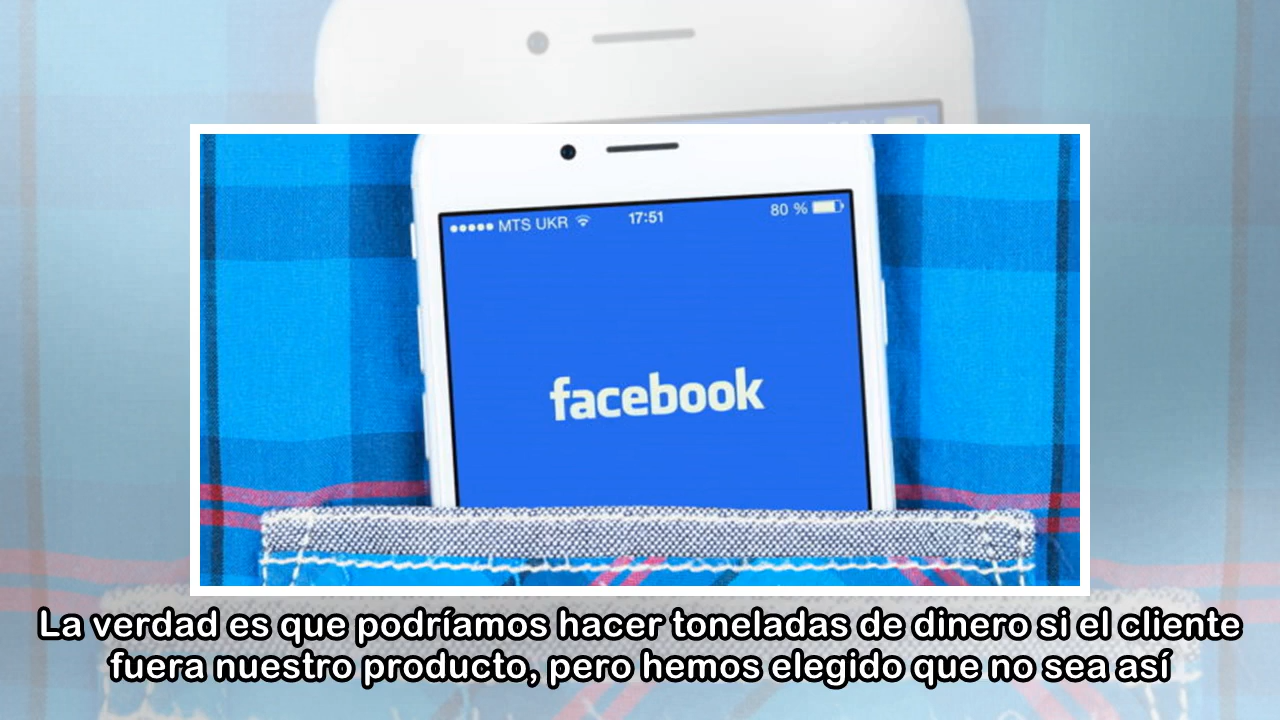 MTS UKR 17:51 80 %
facebook
La verdad es que podríamos hacer toneladas de dinero si el cliente
fuera nuestro producto, pero hemos elegido que no sea así